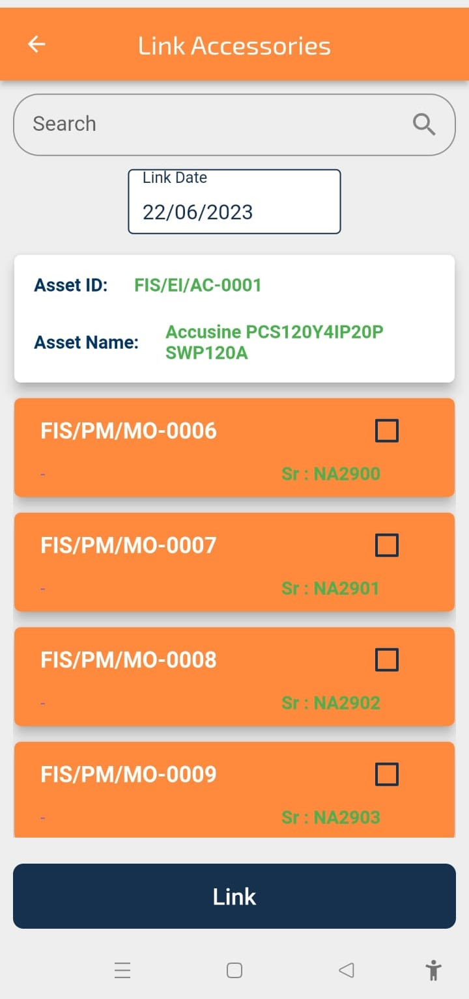 Link Accessories
Search
Link Date
22/06/2023
Asset ID: FIS/EI/AC-0001
Asset Name: Accusine PCS120Y4IP20P
SWP120A
FIS/PM/MO-0006
- Sr : NA2900
FIS/PM/MO-0007
- Sr : NA2901
FIS/PM/MO-0008
- Sr : NA2902
FIS/PM/MO-0009
- Sr : NA2903
Link